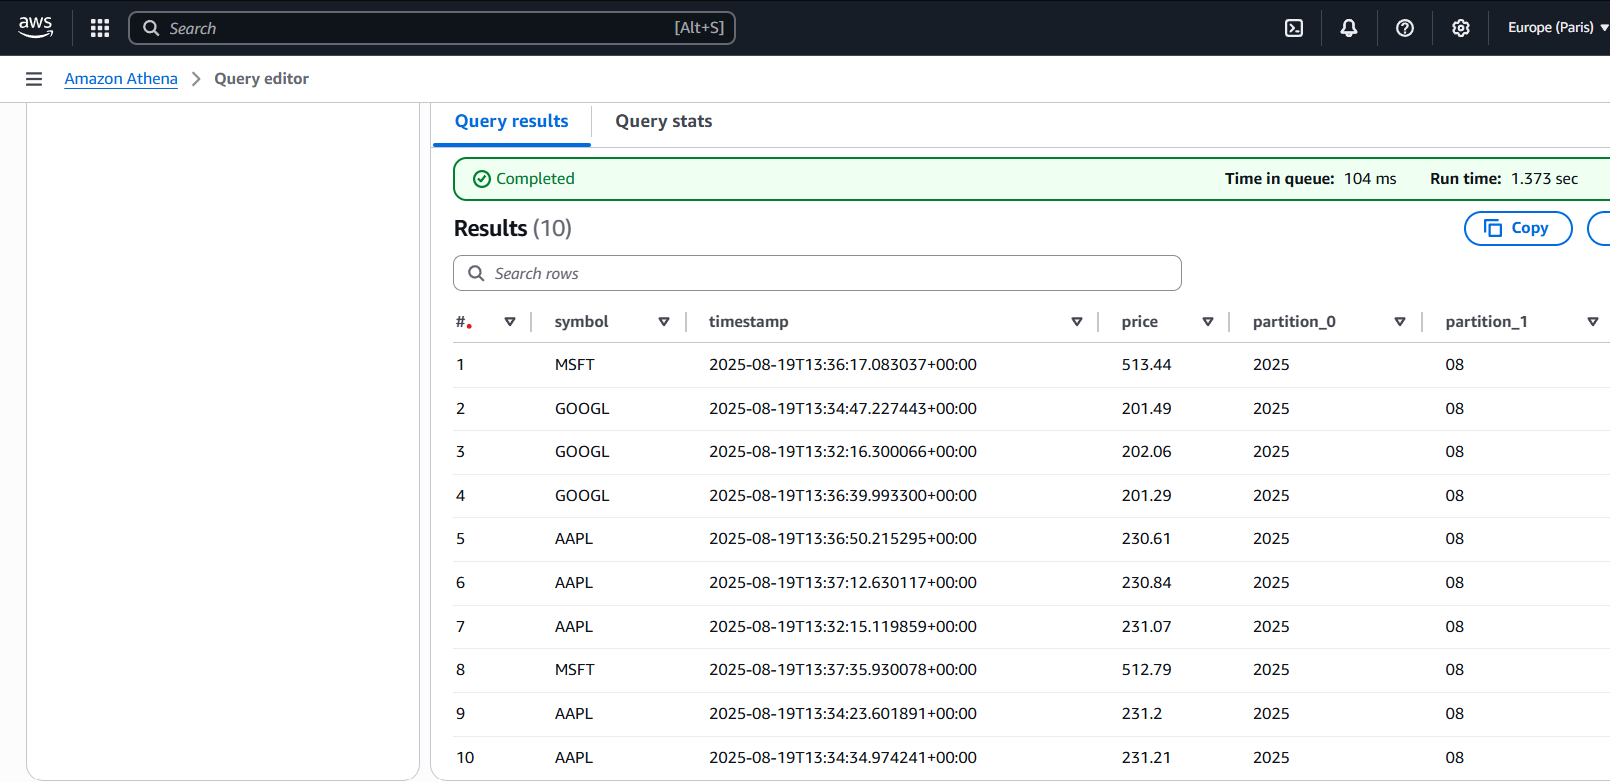 aws Search [Alt+S] Europe (Paris)
Amazon Athena Query editor
Query results Query stats
Completed Time in queue: 104 ms Run time: 1.373 sec
Results (10) Copy
Search rows
# symbol timestamp price partition_0 partition_1
1 MSFT 2025-08-19T13:36:17.083037+00:00 513.44 2025 08
2 GOOGL 2025-08-19T13:34:47.227443+00:00 201.49 2025 08
3 GOOGL 2025-08-19T13:32:16.300066+00:00 202.06 2025 08
4 GOOGL 2025-08-19T13:36:39.993300+00:00 201.29 2025 08
5 AAPL 2025-08-19T13:36:50.215295+00:00 230.61 2025 08
6 AAPL 2025-08-19T13:37:12.630117+00:00 230.84 2025 08
7 AAPL 2025-08-19T13:32:15.119859+00:00 231.07 2025 08
8 MSFT 2025-08-19T13:37:35.930078+00:00 512.79 2025 08
9 AAPL 2025-08-19T13:34:23.601891+00:00 231.2 2025 08
10 AAPL 2025-08-19T13:34:34.974241+00:00 231.21 2025 08